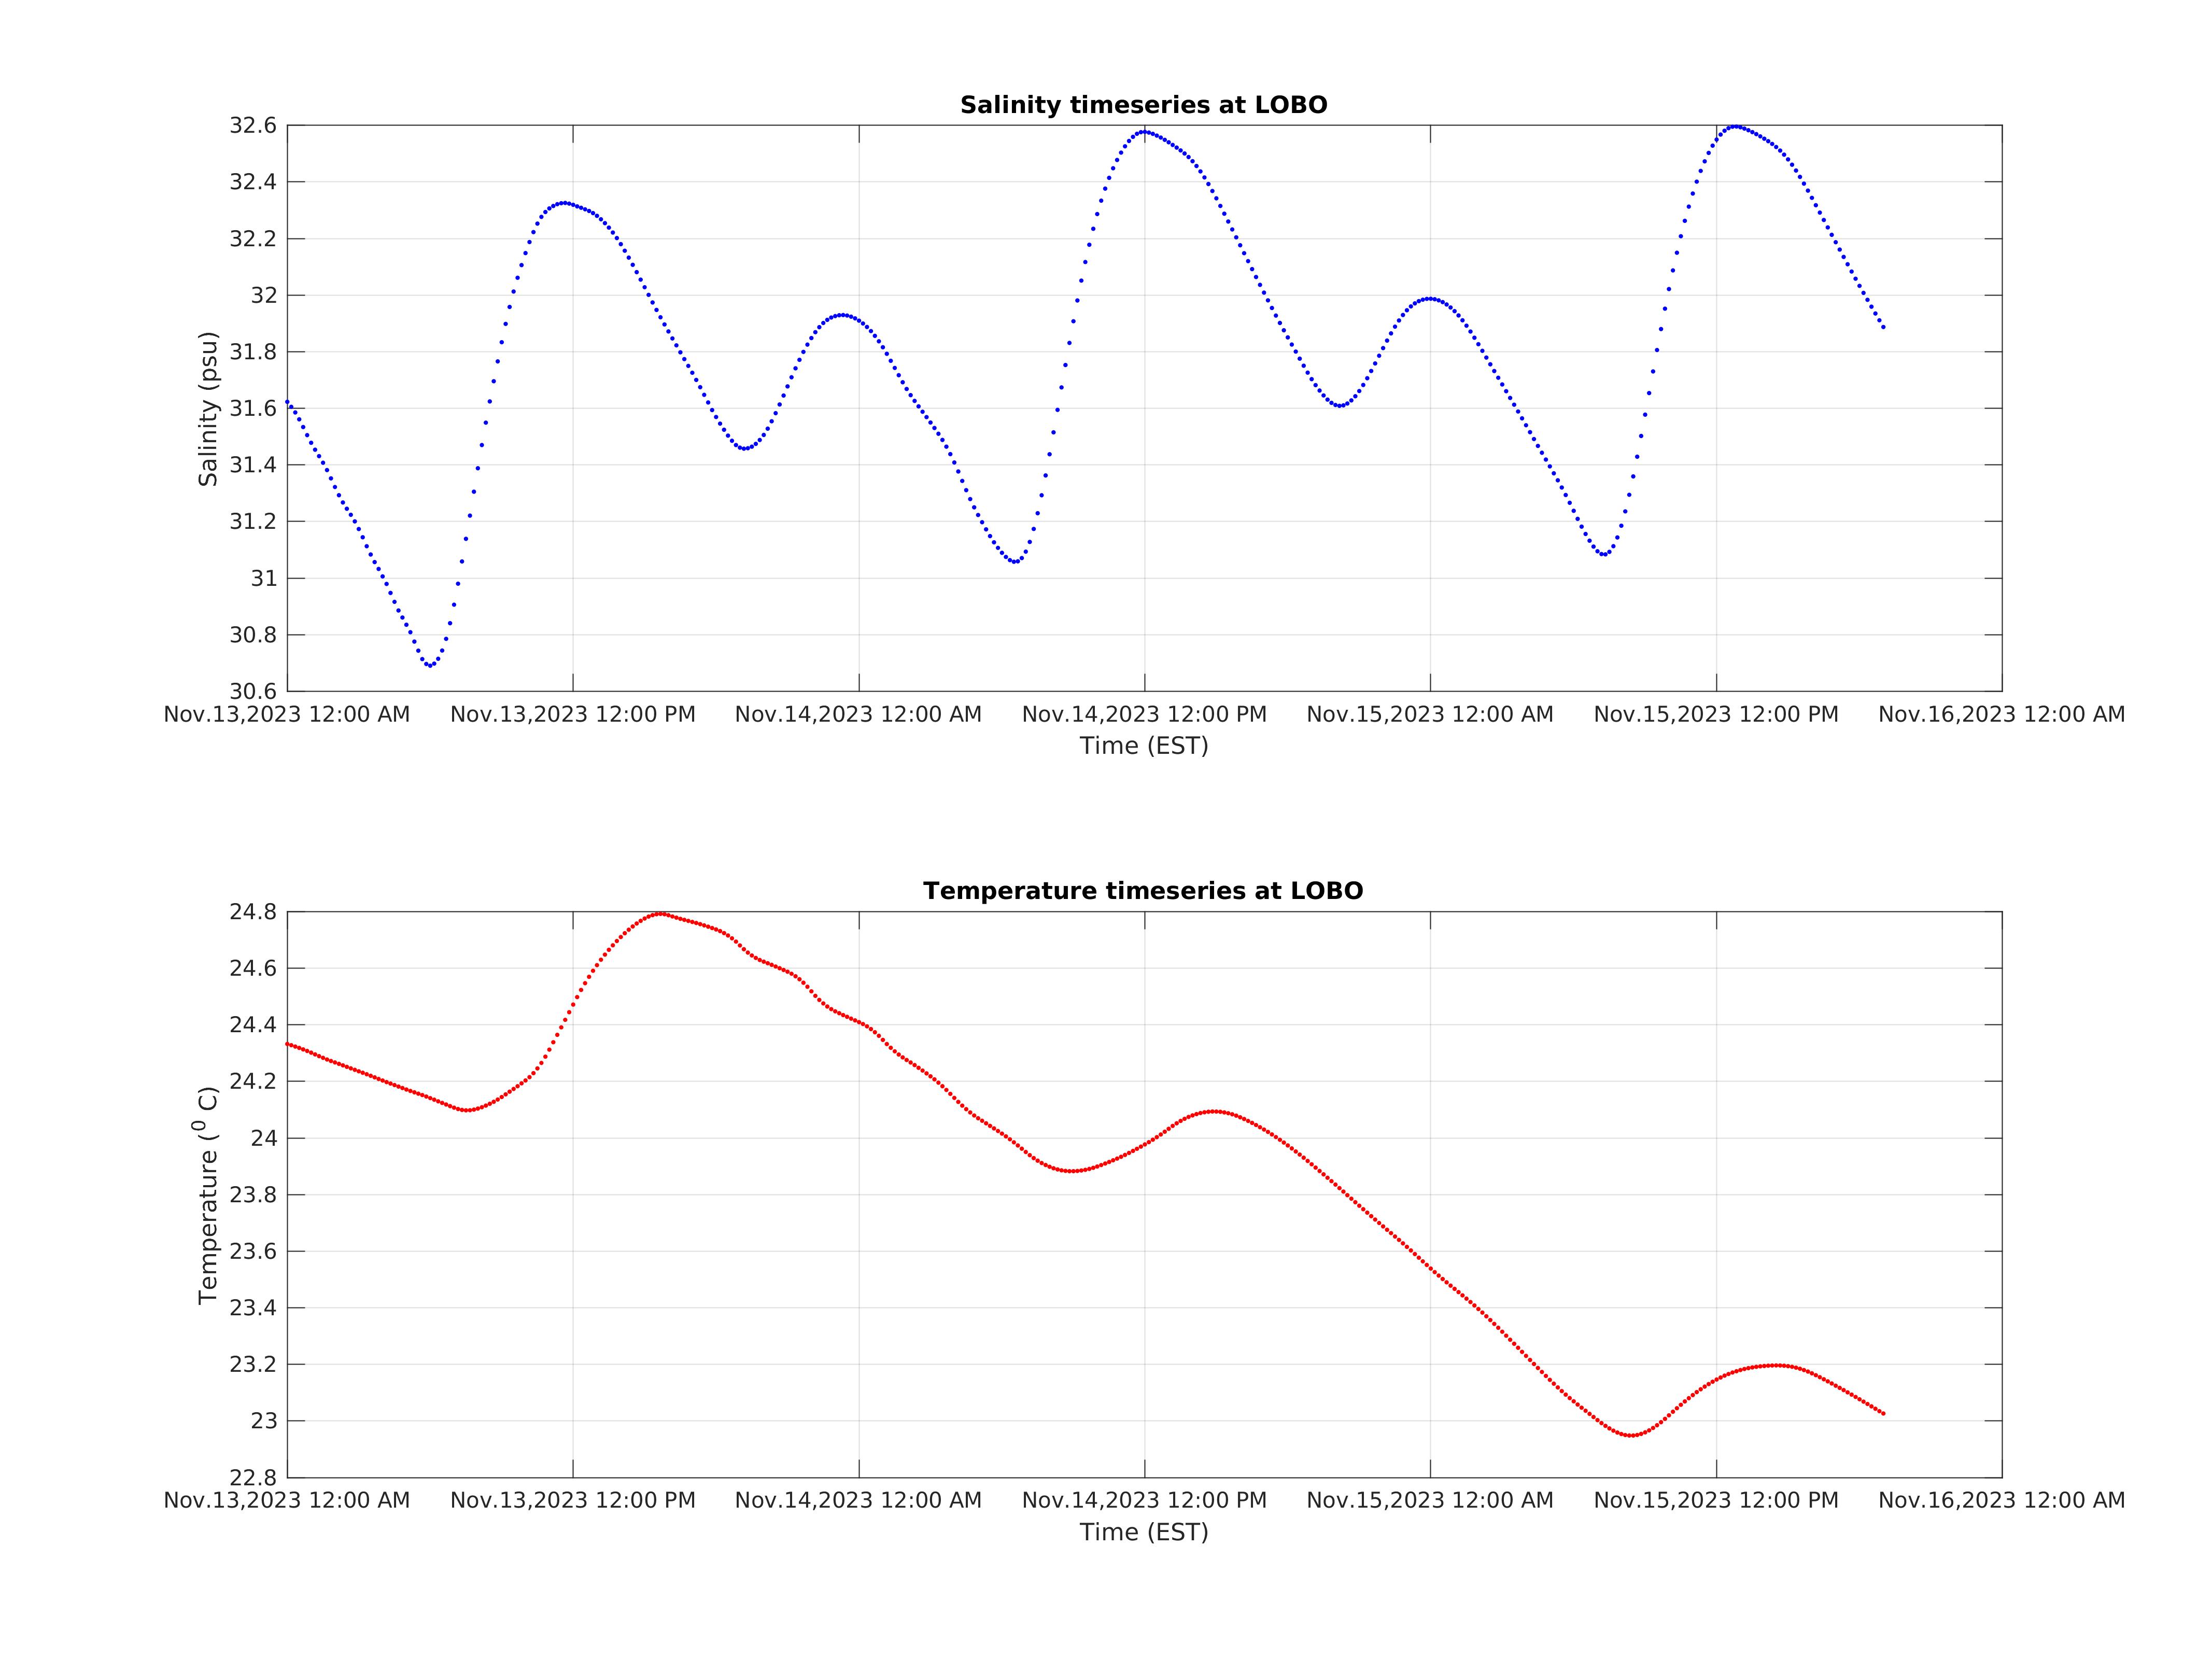 Salinity timeseries at LOBO
32.6
32.4
32.2
32
31.8
31.6
31.4
31.2
31
30.8
30.6
Salinity (psu)
Nov.13,2023 12:00 AM Nov.13,2023 12:00 PM Nov.14,2023 12:00 AM Nov.14,2023 12:00 PM Nov.15,2023 12:00 AM Nov.15,2023 12:00 PM Nov.16,2023 12:00 AM
Time (EST)
Temperature timeseries at LOBO
24.8
24.6
24.4
24.2
24
23.8
23.6
23.4
23.2
23
22.8
Temperature (⁰ C)
Nov.13,2023 12:00 AM Nov.13,2023 12:00 PM Nov.14,2023 12:00 AM Nov.14,2023 12:00 PM Nov.15,2023 12:00 AM Nov.15,2023 12:00 PM Nov.16,2023 12:00 AM
Time (EST)